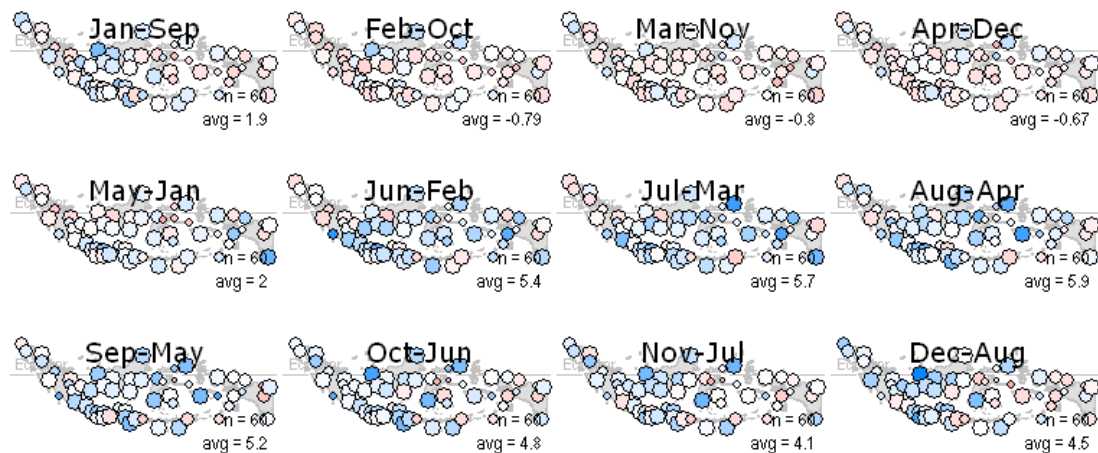 Jan-Sep
Feb-Oct
Mar-Nov
Apr-Dec
n = 60
avg = 1.9
n = 60
avg = -0.79
n = 60
avg = -0.8
n = 60
avg = -0.67
May-Jan
Jun-Feb
Jul-Mar
Aug-Apr
n = 60
avg = 2
n = 60
avg = 5.4
n = 60
avg = 5.7
n = 60
avg = 5.9
Sep-May
Oct-Jun
Nov-Jul
Dec-Aug
n = 60
avg = 5.2
n = 60
avg = 4.8
n = 60
avg = 4.1
n = 60
avg = 4.5